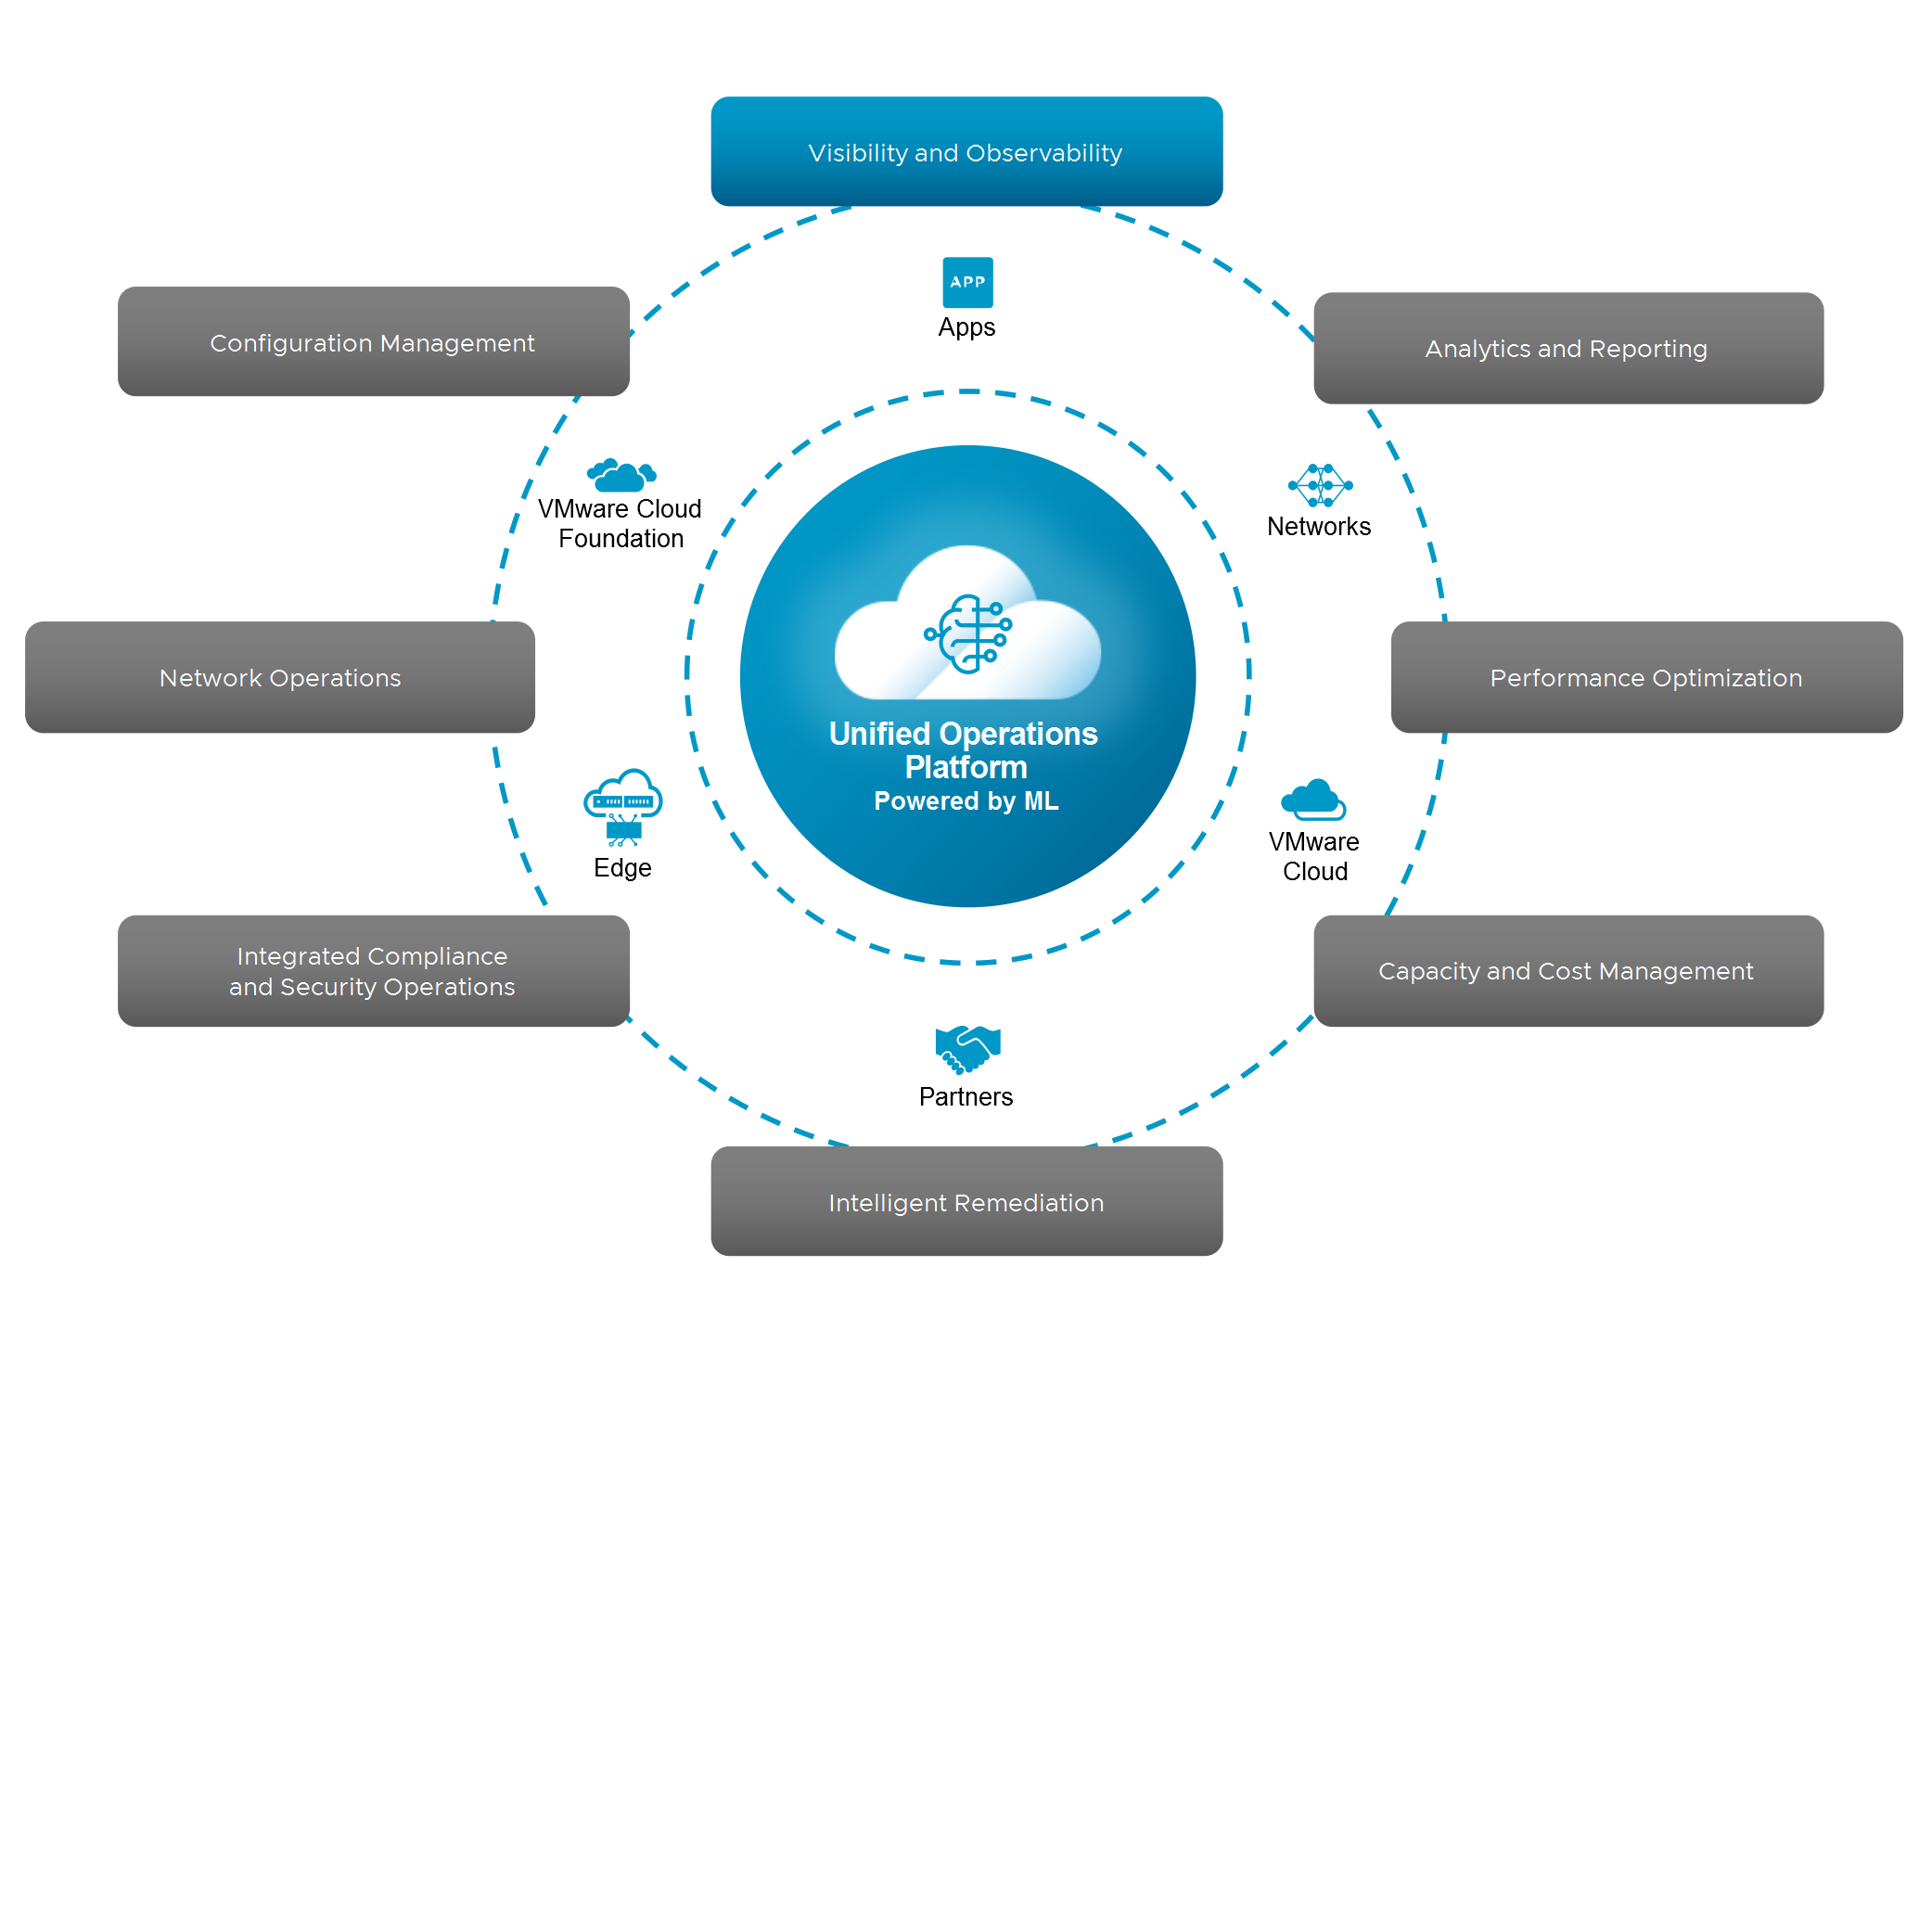 Visibility and Observability
APP
Apps
Configuration Management
Analytics and Reporting
VMware Cloud
Foundation
Networks
Network Operations
Performance Optimization
Unified Operations
Platform
Powered by ML
Edge
VMware
Cloud
Integrated Compliance
and Security Operations
Capacity and Cost Management
Partners
Intelligent Remediation